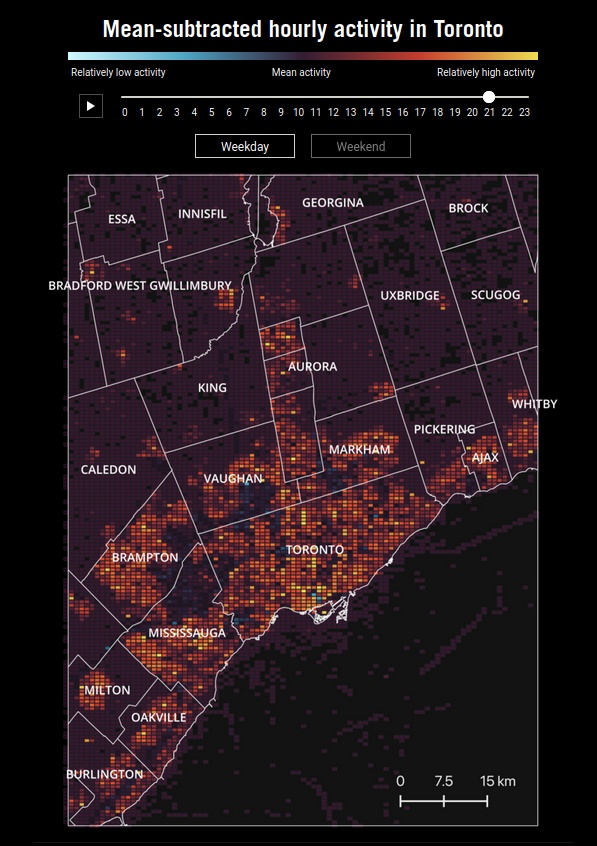 Mean-subtracted hourly activity in Toronto
Relatively low activity Mean activity Relatively high activity
0 1 2 3 4 5 6 7 8 9 10 11 12 13 14 15 16 17 18 19 20 21 22 23
Weekday Weekend
GEORGINA
BROCK
INNISFIL
ESSA
BRADFORD WEST GWILLIMBURY
UXBRIDGE SCUGOG
AURORA
KING
WHITBY
PICKERING
MARKHAM
AJAX
CALEDON
VAUGHAN
TORONTO
BRAMPTON
MISSISSAUGA
MILTON
OAKVILLE
BURLINGTON
0 7.5 15 km